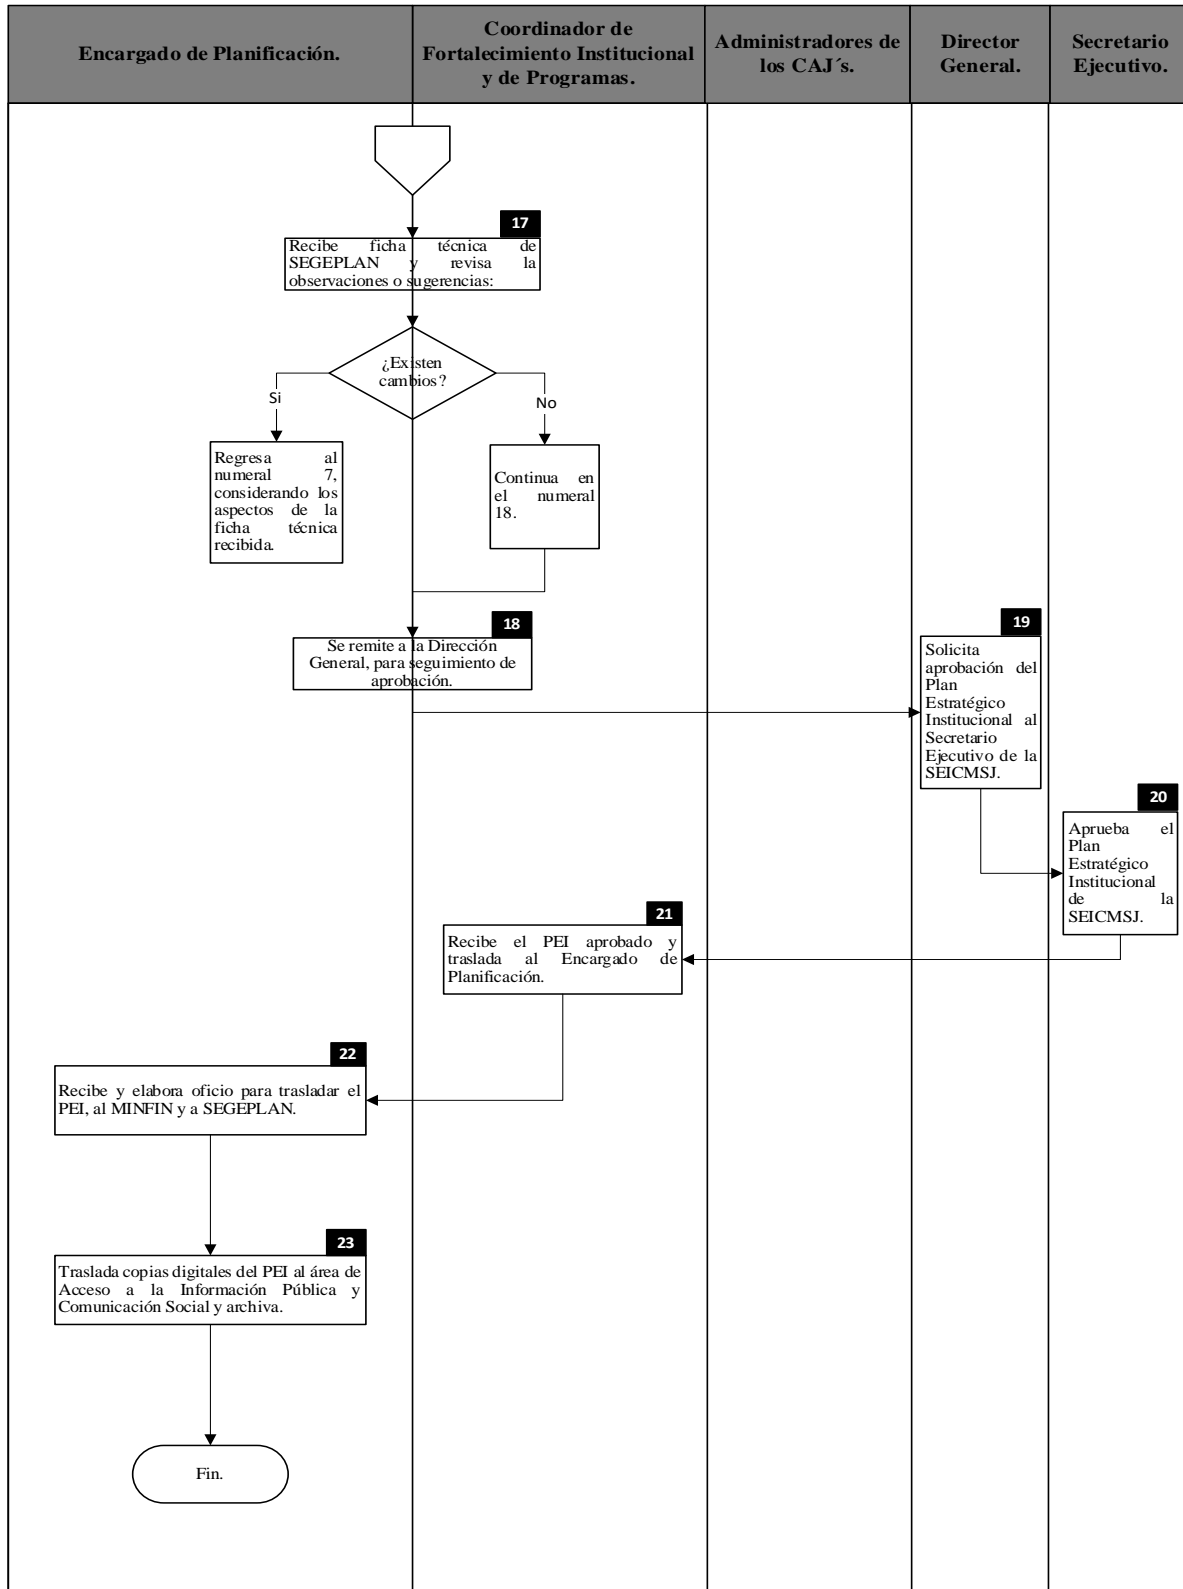 Encargado de Planificación.
Coordinador de
Fortalecimiento Institucional
y de Programas.
Administradores de
los CAJ´s.
Director
General.
Secretario
Ejecutivo.
17
Recibe ficha técnica de
SEGEPLAN y revisa la
observaciones o sugerencias:
¿Existen
cambios?
Si
No
Regresa al
numeral 7,
considerando los
aspectos de la
ficha técnica
recibida.
Continua en
el numeral
18.
18
Se remite a la Dirección
General, para seguimiento de
aprobación.
19
Solicita
aprobación del
Plan
Estratégico
Institucional al
Secretario
Ejecutivo de la
SEICMSJ.
20
Aprueba el
Plan
Estratégico
Institucional
de la
SEICMSJ.
21
Recibe el PEI aprobado y
traslada al Encargado de
Planificación.
22
Recibe y elabora oficio para trasladar el
PEI, al MINFIN y a SEGEPLAN.
23
Traslada copias digitales del PEI al área de
Acceso a la Información Pública y
Comunicación Social y archiva.
Fin.